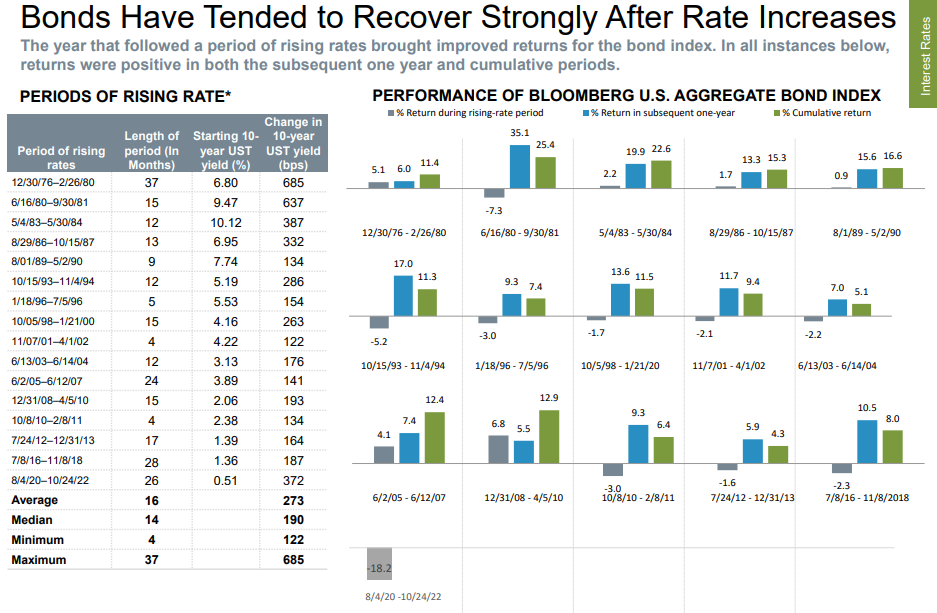 Bonds Have Tended to Recover Strongly After Rate Increases
Interest Rates
The year that followed a period of rising rates brought improved returns for the bond index. In all instances below,
returns were positive in both the subsequent one year and cumulative periods.
PERIODS OF RISING RATE*
Period of rising rates | Length of period (In Months) | Starting 10-year UST yield (%) | Change in 10-year UST yield (bps)
12/30/76–2/26/80 37 6.80 685
6/16/80–9/30/81 15 9.47 637
5/4/83–5/30/84 12 10.12 387
8/29/86–10/15/87 13 6.95 332
8/01/89–5/2/90 9 7.74 134
10/15/93–11/4/94 12 5.19 286
1/18/96–7/5/96 5 5.53 154
10/05/98–1/21/00 15 4.16 263
11/07/01–4/1/02 4 4.22 122
6/13/03–6/14/04 12 3.13 176
6/2/05–6/12/07 24 3.89 141
12/31/08–4/5/10 15 2.06 193
10/8/10–2/8/11 4 2.38 134
7/24/12–12/31/13 17 1.39 164
7/8/16–11/8/18 28 1.36 187
8/4/20–10/24/22 26 0.51 372
Average 16 273
Median 14 190
Minimum 4 122
Maximum 37 685
PERFORMANCE OF BLOOMBERG U.S. AGGREGATE BOND INDEX
% Return during rising-rate period % Return in subsequent one-year % Cumulative return
5.1 6.0 11.4 -7.3 35.1 25.4 2.2 19.9 22.6 1.7 13.3 15.3 0.9 15.6 16.6
12/30/76 - 2/26/80 6/16/80 - 9/30/81 5/4/83 - 5/30/84 8/29/86 - 10/15/87 8/1/89 - 5/2/90
-5.2 17.0 11.3 -3.0 9.3 7.4 -1.7 13.6 11.5 -2.1 11.7 9.4 -2.2 7.0 5.1
10/15/93 - 11/4/94 1/18/96 - 7/5/96 10/5/98 - 1/21/20 11/7/01 - 4/1/02 6/13/03 - 6/14/04
4.1 7.4 12.4 6.8 5.5 12.9 -3.0 9.3 6.4 -1.6 5.9 4.3 -2.3 10.5 8.0
6/2/05 - 6/12/07 12/31/08 - 4/5/10 10/8/10 - 2/8/11 7/24/12 - 12/31/13 7/8/16 - 11/8/2018
-18.2
8/4/20 -10/24/22